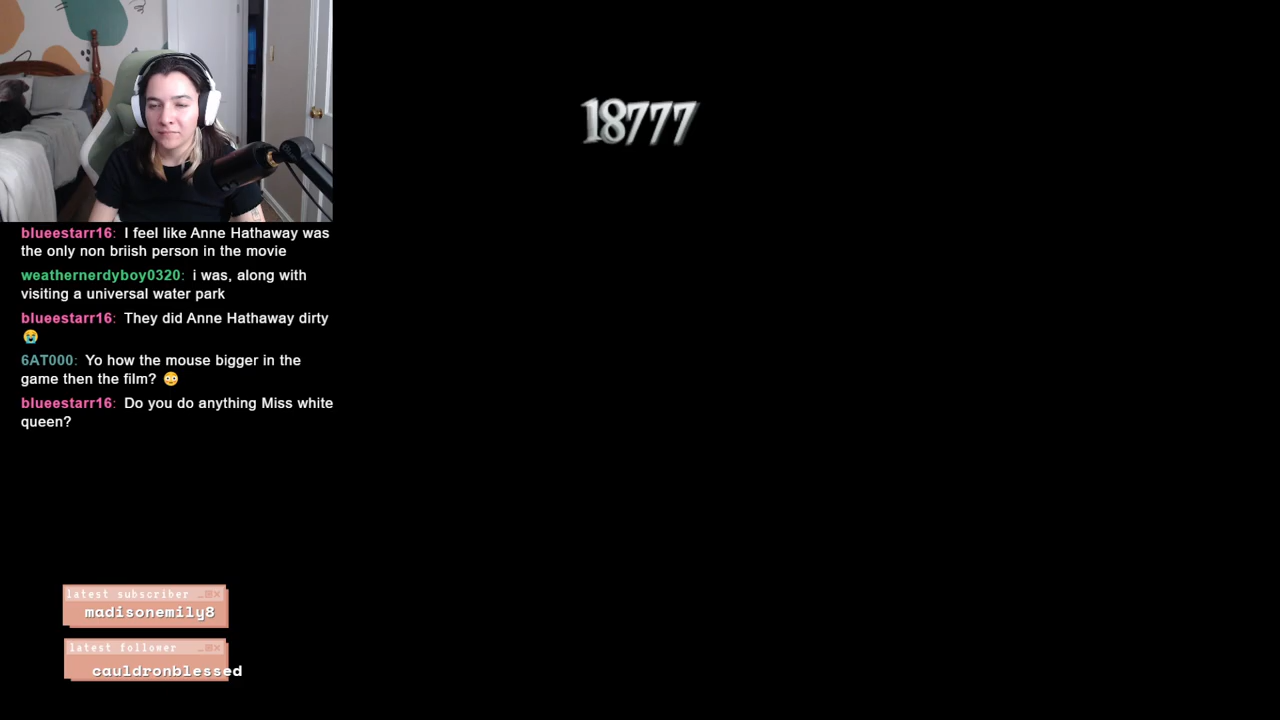 18777
blueestarr16: I feel like Anne Hathaway was
the only non briish person in the movie
weathernerdyboy0320: i was, along with
visiting a universal water park
blueestarr16: They did Anne Hathaway dirty
😭
6AT000: Yo how the mouse bigger in the
game then the film? 😳
blueestarr16: Do you do anything Miss white
queen?
latest subscriber
madisonemily8
latest follower
cauldronblessed